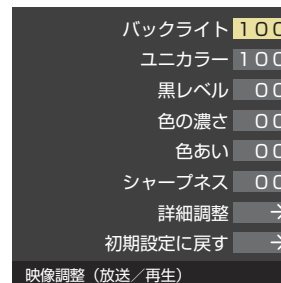 バックライト 100
ユニカラー 100
黒レベル 00
色の濃さ 00
色あい 00
シャープネス 00
詳細調整 →
初期設定に戻す →
映像調整（放送／再生）